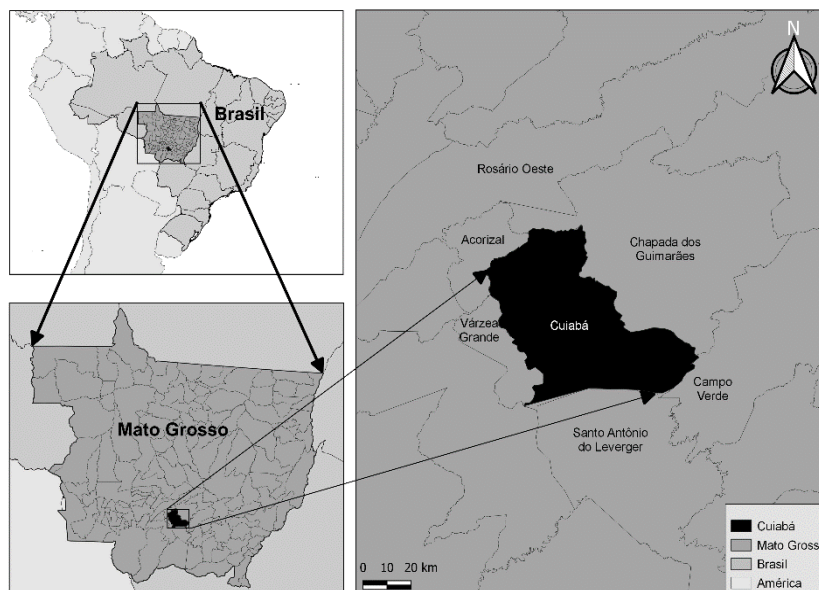 Brasil
Mato Grosso
N
Rosário Oeste
Acorizal
Chapada dos
Guimarães
Várzea
Grande
Cuiabá
Campo
Verde
Santo Antônio
do Leverger
0 10 20 km
Cuiabá
Mato Gross
Brasil
América